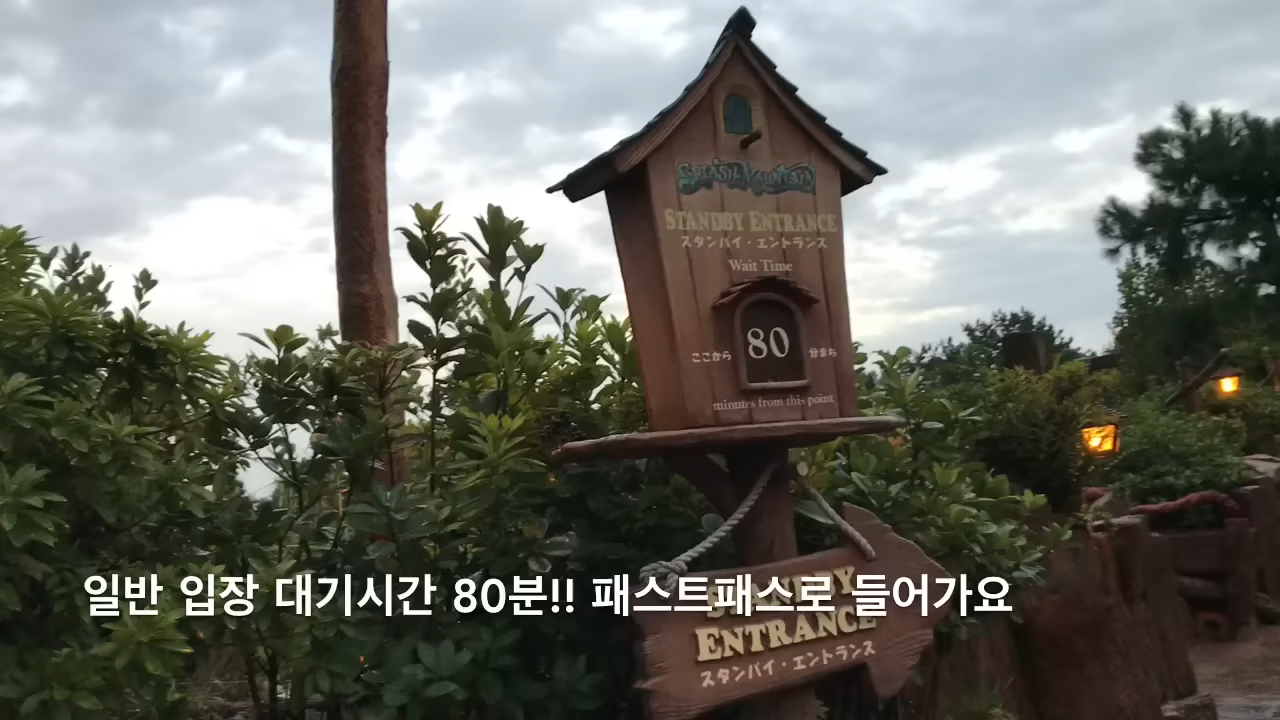 SPLASH MOUNTAIN
STANDBY ENTRANCE
スタンバイ・エントランス
Wait Time
80
ここから 分まち
minutes from this point
일반 입장 대기시간 80분!! 패스트패스로 들어가요
STANDBY
ENTRANCE
スタンバイ・エントランス